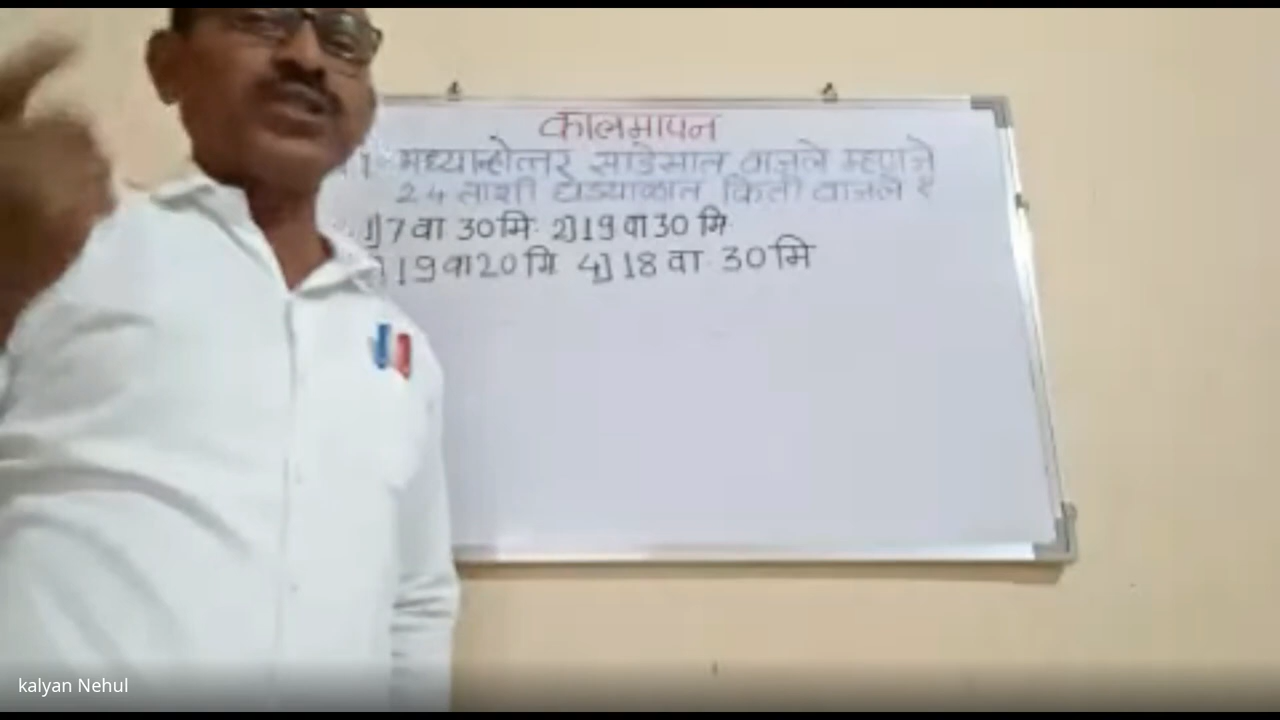 कालमापन
1 मध्यान्होत्तर साडेसात वाजले म्हणजे
24 ताशी घड्याळात किती वाजले ?
1) 7 वा 30 मि. 2) 19 वा 30 मि.
) 19 वा 20 मि 4) 18 वा. 30 मि
kalyan Nehul